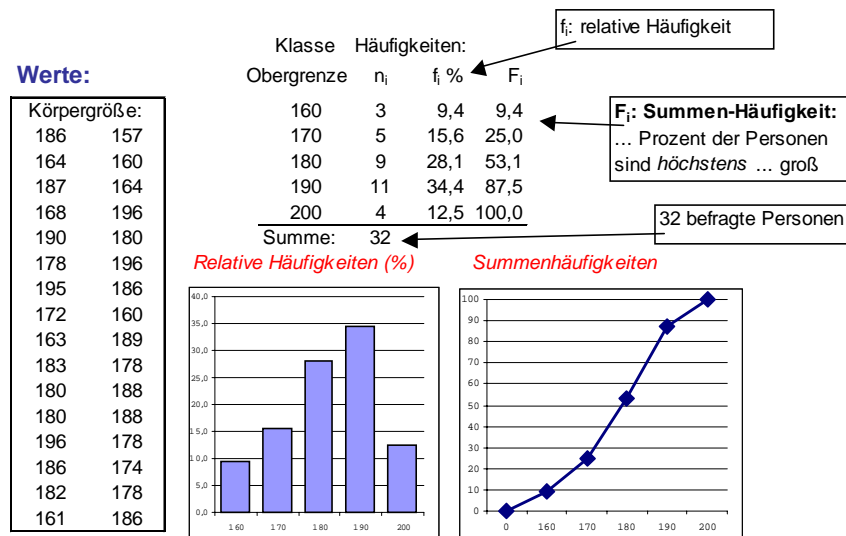 f_i: relative Häufigkeit
Klasse Häufigkeiten:
Obergrenze n_i f_i % F_i
160 3 9,4 9,4
170 5 15,6 25,0
180 9 28,1 53,1
190 11 34,4 87,5
200 4 12,5 100,0
Summe: 32
F_i: Summen-Häufigkeit:
... Prozent der Personen
sind höchstens ... groß
32 befragte Personen
Werte:
Körpergröße:
186 157
164 160
187 164
168 196
190 180
178 196
195 186
172 160
163 189
183 178
180 188
180 188
196 178
186 174
182 178
161 186
Relative Häufigkeiten (%)
40,0
35,0
30,0
25,0
20,0
15,0
10,0
5,0
0,0
160 170 180 190 200
Summenhäufigkeiten
100
90
80
70
60
50
40
30
20
10
0
0 160 170 180 190 200